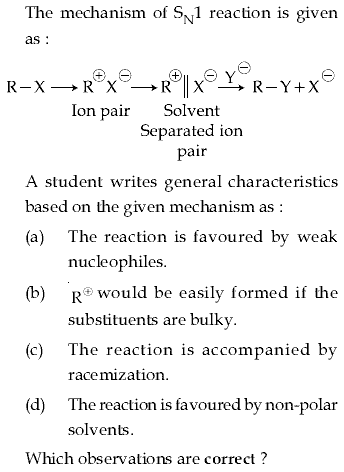 The mechanism of S_N1 reaction is given
as :
R–X ⟶ R^⊕ X^⊖ ⟶ R^⊕ || X^⊖ —Y^⊖→ R–Y + X^⊖
Ion pair Solvent
Separated ion
pair
A student writes general characteristics
based on the given mechanism as :
(a) The reaction is favoured by weak
nucleophiles.
(b) R^⊕ would be easily formed if the
substituents are bulky.
(c) The reaction is accompanied by
racemization.
(d) The reaction is favoured by non-polar
solvents.
Which observations are correct ?